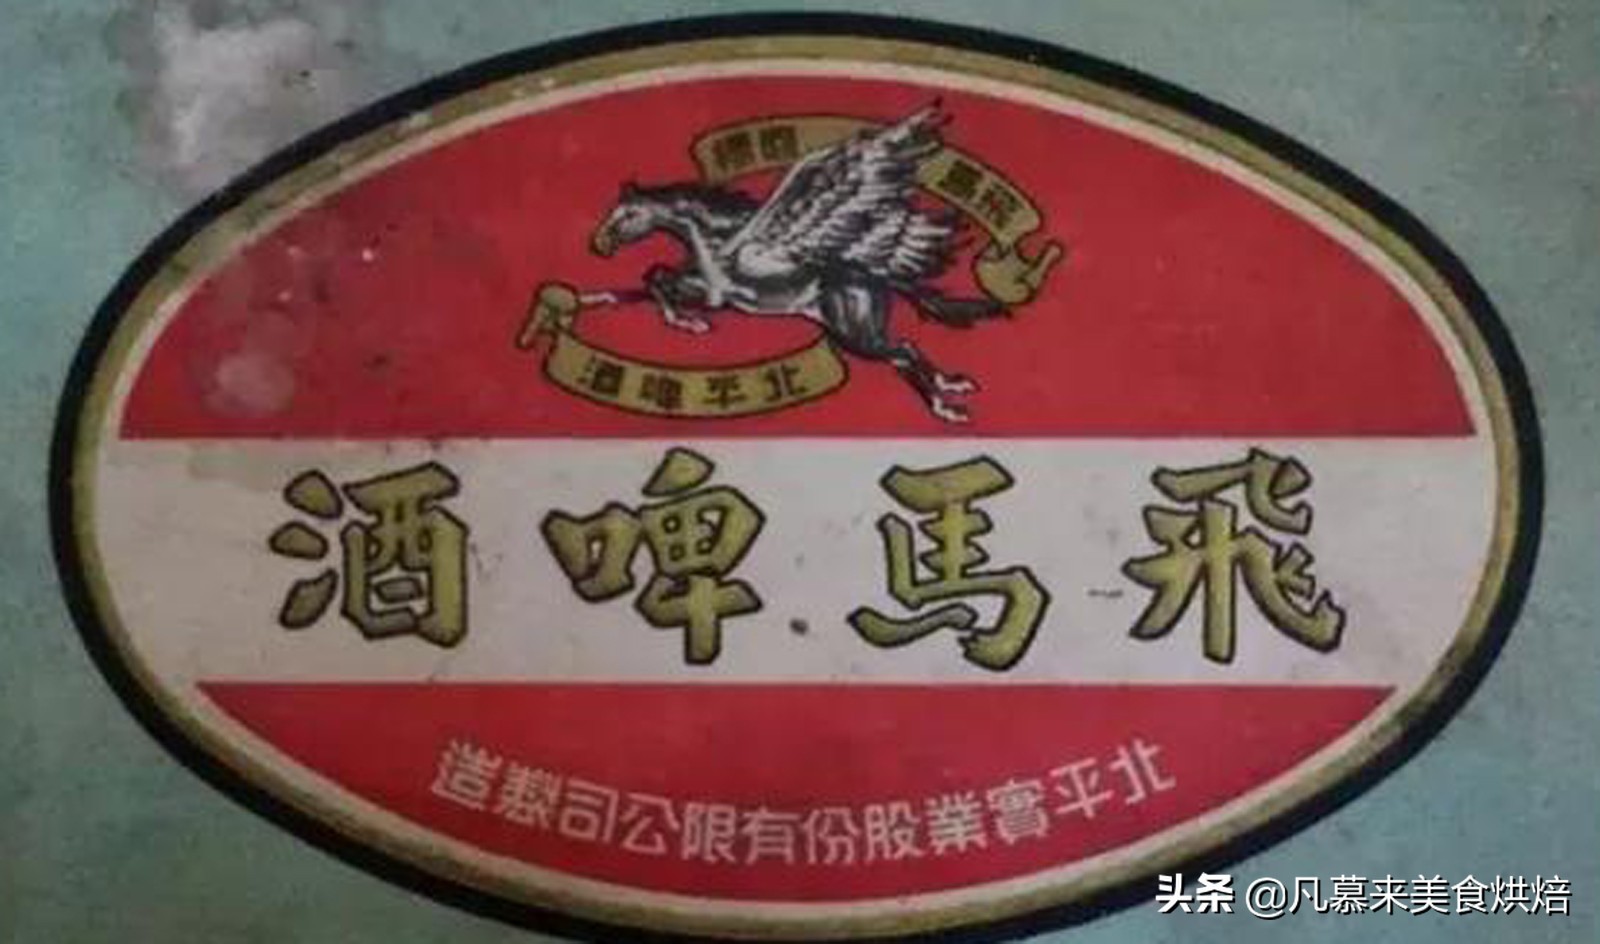 飛馬 商標
北平啤酒
飛馬啤酒
北平實業股份有限公司製造
头条 @凡慕来美食烘焙